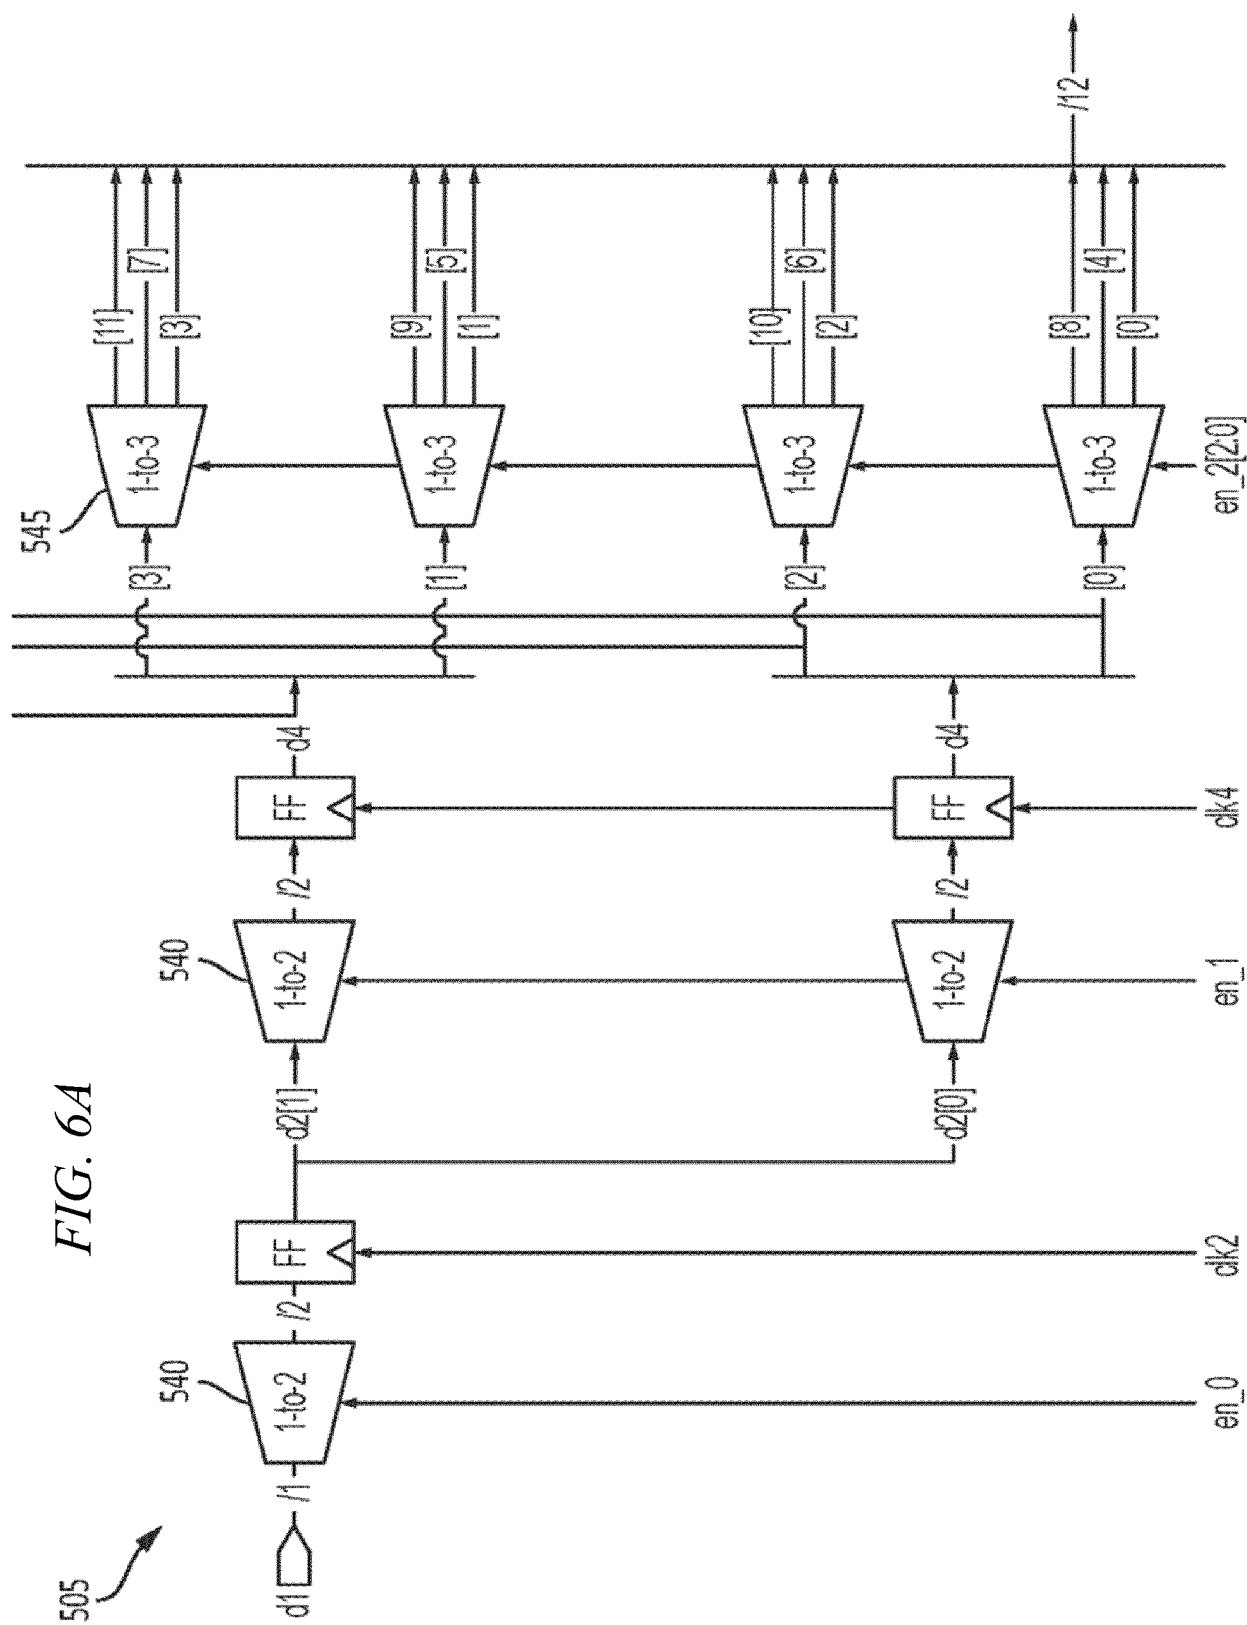 FIG. 6A
505
d1
/1
540
1-to-2
en_0
/2
FF
clk2
d2[1]
d2[0]
540
1-to-2
1-to-2
en_1
/2
/2
FF
FF
clk4
d4
d4
[3]
[1]
[2]
[0]
545
1-to-3
1-to-3
1-to-3
1-to-3
en_2[2:0]
[11]
[7]
[3]
[9]
[5]
[1]
[10]
[6]
[2]
[8]
[4]
[0]
/12